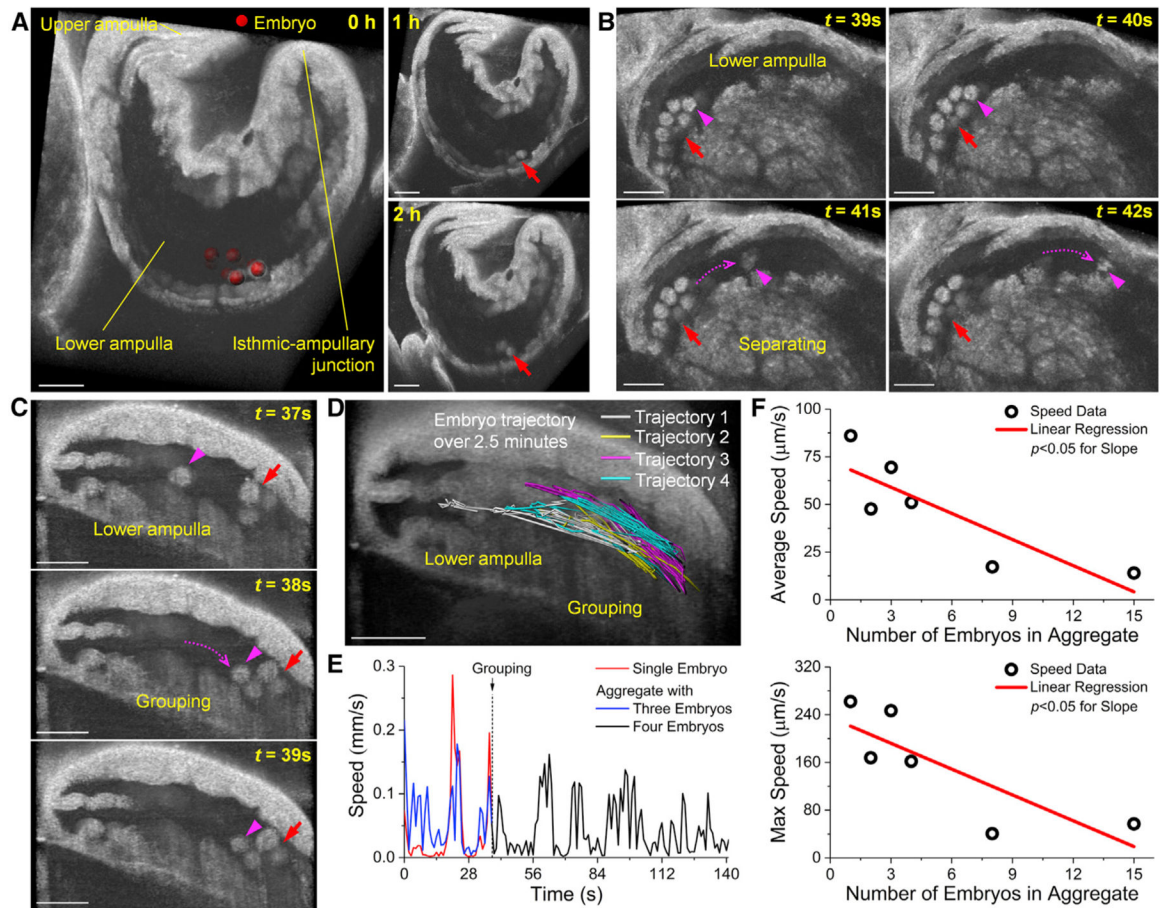 A
Upper ampulla
Embryo
0 h
Lower ampulla
Isthmic-ampullary
junction
1 h
2 h
B
t = 39s
Lower ampulla
t = 40s
t = 41s
Separating
t = 42s
C
t = 37s
Lower ampulla
t = 38s
Grouping
t = 39s
D
Embryo trajectory
over 2.5 minutes
Trajectory 1
Trajectory 2
Trajectory 3
Trajectory 4
Lower ampulla
Grouping
E
Grouping
Single Embryo
Aggregate with
Three Embryos
Four Embryos
Speed (mm/s)
0.3
0.2
0.1
0.0
0 28 56 84 112 140
Time (s)
F
Speed Data
Linear Regression
p<0.05 for Slope
Average Speed (μm/s)
100
75
50
25
0
0 3 6 9 12 15
Number of Embryos in Aggregate
Speed Data
Linear Regression
p<0.05 for Slope
Max Speed (μm/s)
320
240
160
80
0
0 3 6 9 12 15
Number of Embryos in Aggregate